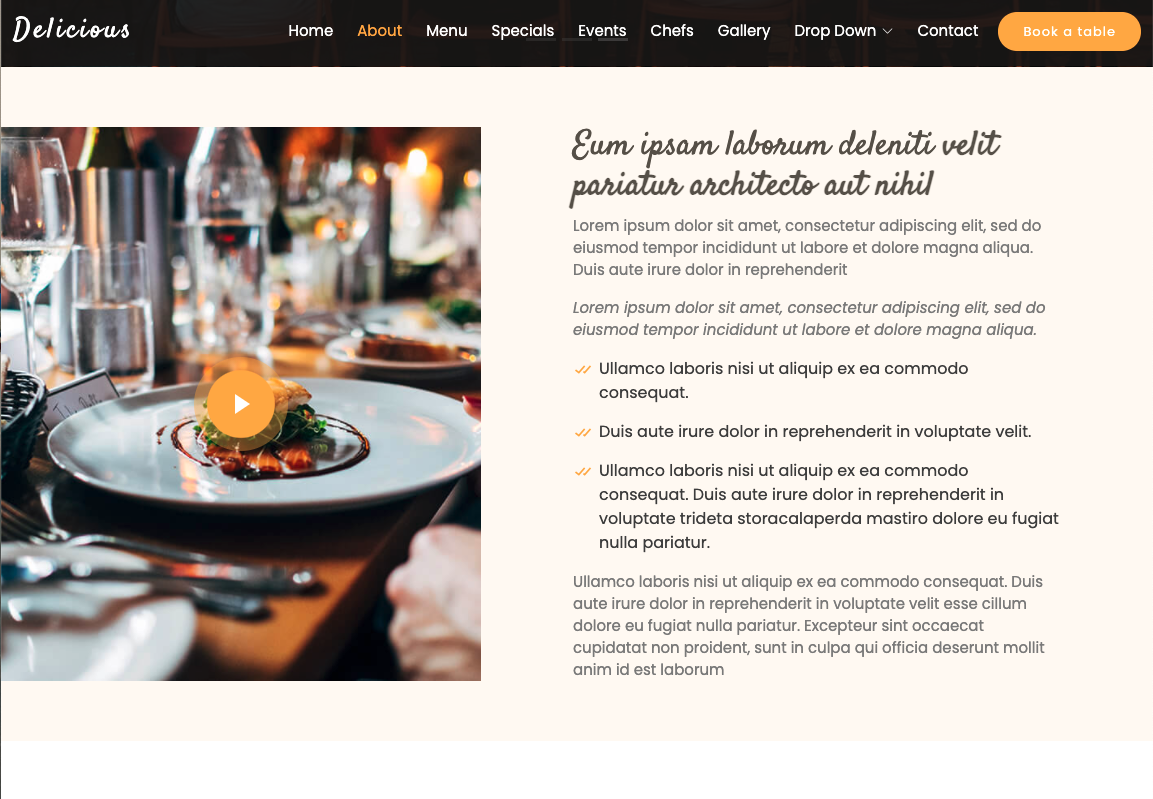 Delicious
Home About Menu Specials Events Chefs Gallery Drop Down Contact Book a table
Eum ipsam laborum deleniti velit
pariatur architecto aut nihil
Lorem ipsum dolor sit amet, consectetur adipiscing elit, sed do
eiusmod tempor incididunt ut labore et dolore magna aliqua.
Duis aute irure dolor in reprehenderit
Lorem ipsum dolor sit amet, consectetur adipiscing elit, sed do
eiusmod tempor incididunt ut labore et dolore magna aliqua.
Ullamco laboris nisi ut aliquip ex ea commodo
consequat.
Duis aute irure dolor in reprehenderit in voluptate velit.
Ullamco laboris nisi ut aliquip ex ea commodo
consequat. Duis aute irure dolor in reprehenderit in
voluptate trideta storacalaperda mastiro dolore eu fugiat
nulla pariatur.
Ullamco laboris nisi ut aliquip ex ea commodo consequat. Duis
aute irure dolor in reprehenderit in voluptate velit esse cillum
dolore eu fugiat nulla pariatur. Excepteur sint occaecat
cupidatat non proident, sunt in culpa qui officia deserunt mollit
anim id est laborum